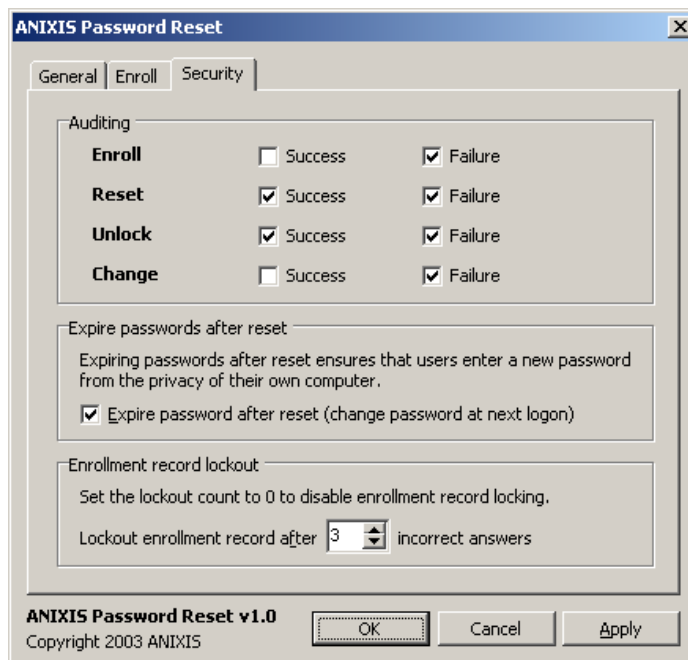 ANIXIS Password Reset
General Enroll Security
Auditing
Enroll Success Failure
Reset Success Failure
Unlock Success Failure
Change Success Failure
Expire passwords after reset
Expiring passwords after reset ensures that users enter a new password
from the privacy of their own computer.
Expire password after reset (change password at next logon)
Enrollment record lockout
Set the lockout count to 0 to disable enrollment record locking.
Lockout enrollment record after 3 incorrect answers
ANIXIS Password Reset v1.0
Copyright 2003 ANIXIS
OK Cancel Apply